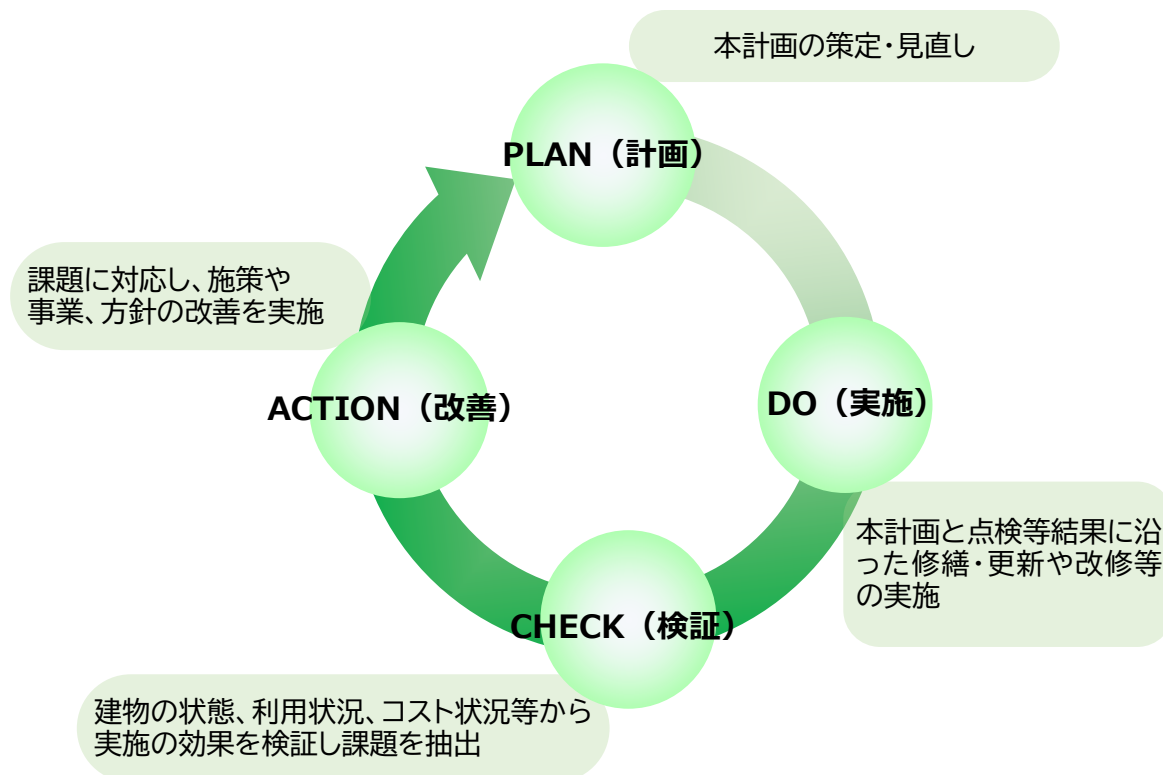 本計画の策定・見直し
PLAN（計画）
課題に対応し、施策や
事業、方針の改善を実施
ACTION（改善）
DO（実施）
本計画と点検等結果に沿
った修繕・更新や改修等
の実施
CHECK（検証）
建物の状態、利用状況、コスト状況等から
実施の効果を検証し課題を抽出